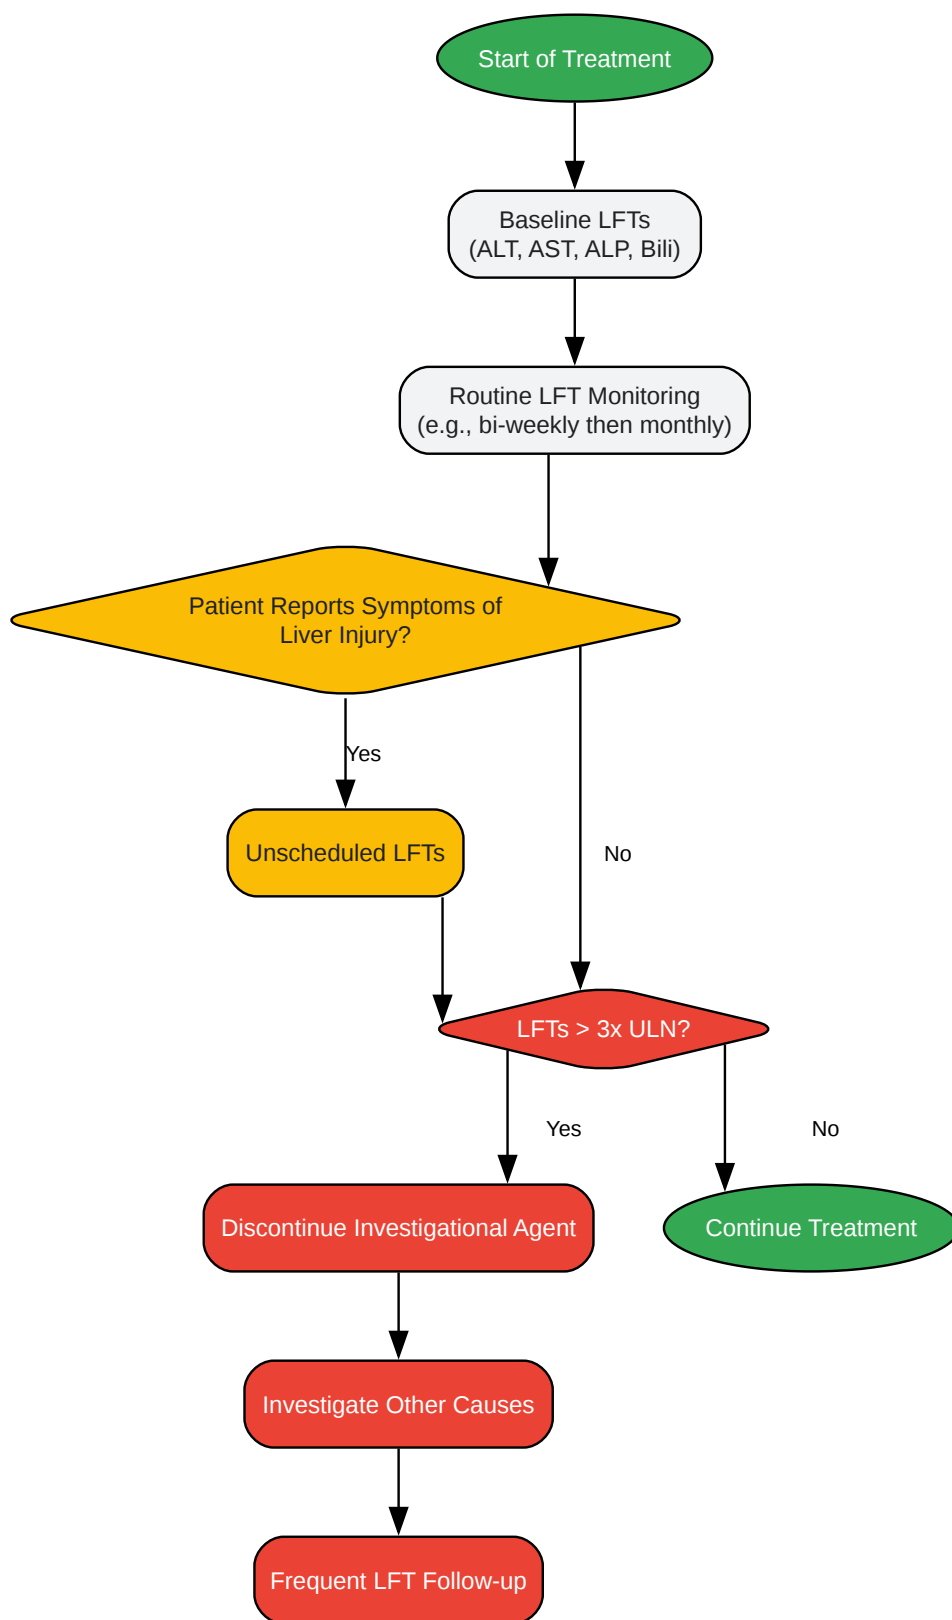 Start of Treatment
Baseline LFTs
(ALT, AST, ALP, Bili)
Routine LFT Monitoring
(e.g., bi-weekly then monthly)
Patient Reports Symptoms of
Liver Injury?
Yes
Unscheduled LFTs
No
LFTs > 3x ULN?
Yes
No
Discontinue Investigational Agent
Continue Treatment
Investigate Other Causes
Frequent LFT Follow-up